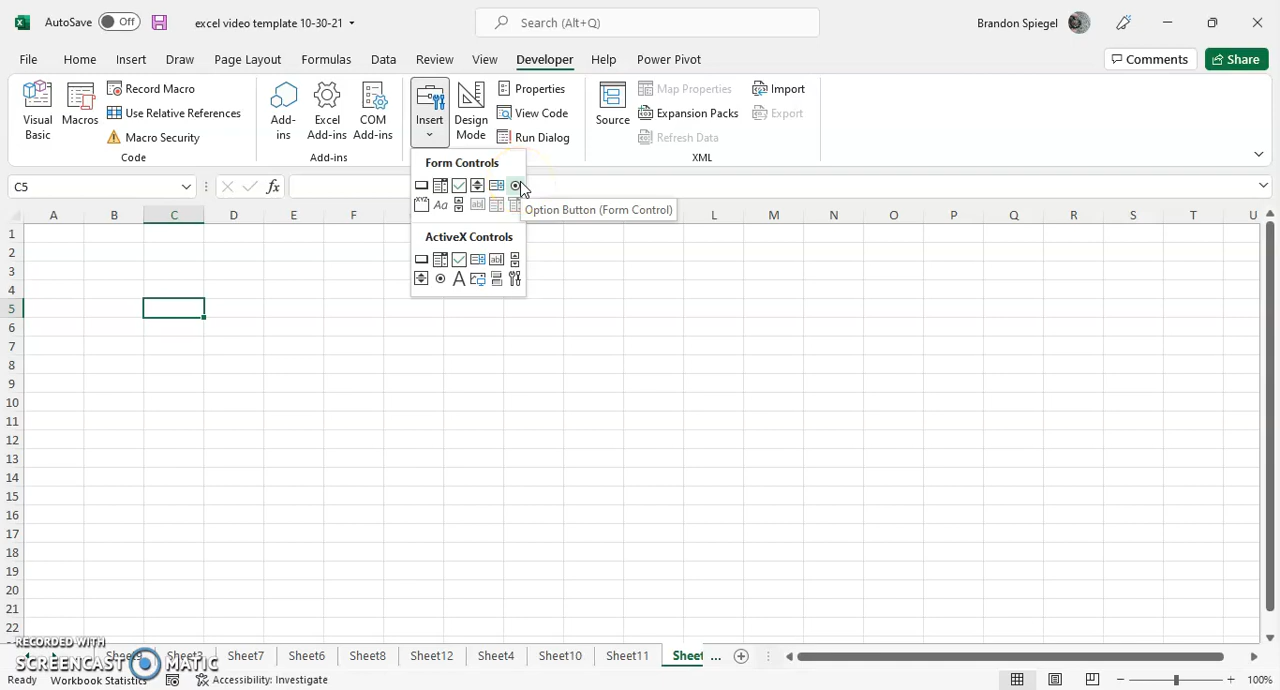 AutoSave Off excel video template 10-30-21 Search (Alt+Q) Brandon Spiegel
File Home Insert Draw Page Layout Formulas Data Review View Developer Help Power Pivot Comments Share
Visual Basic
Macros
Record Macro
Use Relative References
Macro Security
Code
Add-ins
Excel Add-ins
COM Add-ins
Add-ins
Insert
Design Mode
Properties
View Code
Run Dialog
Source
Map Properties
Expansion Packs
Refresh Data
Import
Export
XML
Form Controls
Aa
Option Button (Form Control)
ActiveX Controls
A
C5
fx
A B C D E F L M N O P Q R S T U
1
2
3
4
5
6
7
8
9
10
11
12
13
14
15
16
17
18
19
20
21
22
RECORDED WITH
SCREENCAST MATIC
Sheet3 Sheet7 Sheet6 Sheet8 Sheet12 Sheet4 Sheet10 Sheet11 Sheet ...
Ready Workbook Statistics Accessibility: Investigate 100%